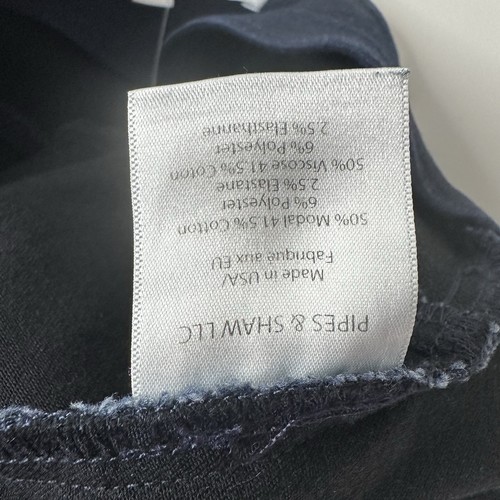 PIPES & SHAW LLC
Made in USA/
Fabrique aux EU
50% Modal 41.5% Cotton
6% Polyester
2.5% Elastane
50% Viscose 41.5% Coton
6% Polyester
2.5% Elasthanne